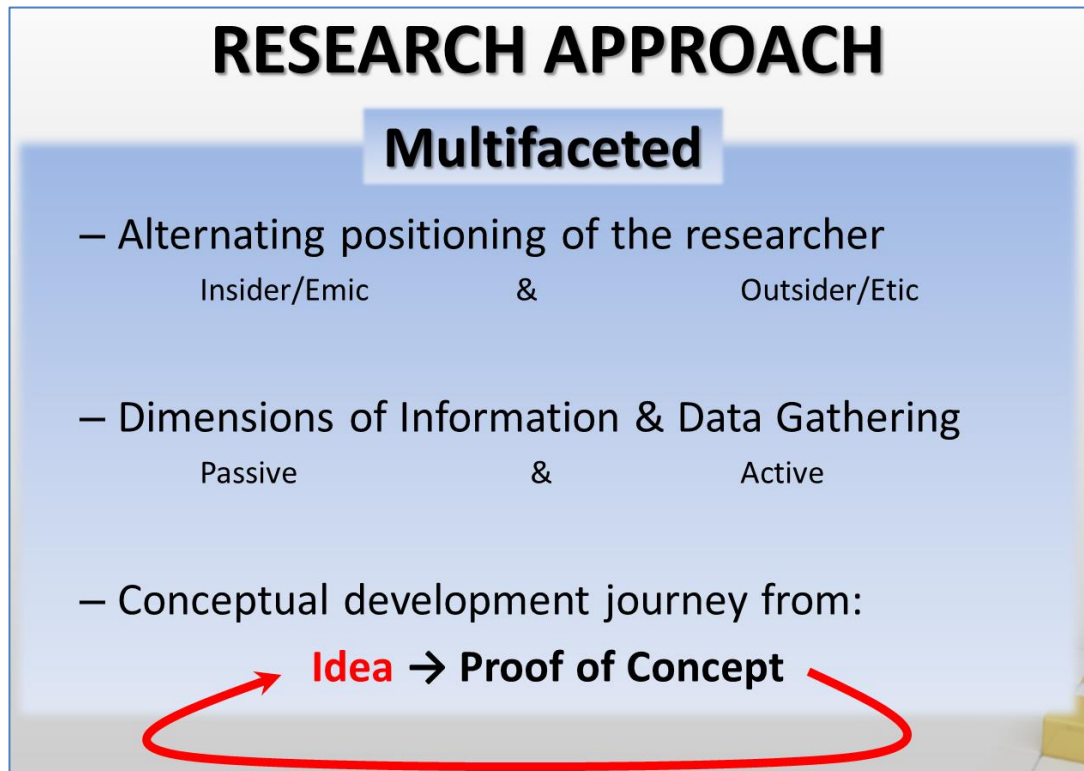 RESEARCH APPROACH
Multifaceted
– Alternating positioning of the researcher
Insider/Emic & Outsider/Etic
– Dimensions of Information & Data Gathering
Passive & Active
– Conceptual development journey from:
Idea → Proof of Concept